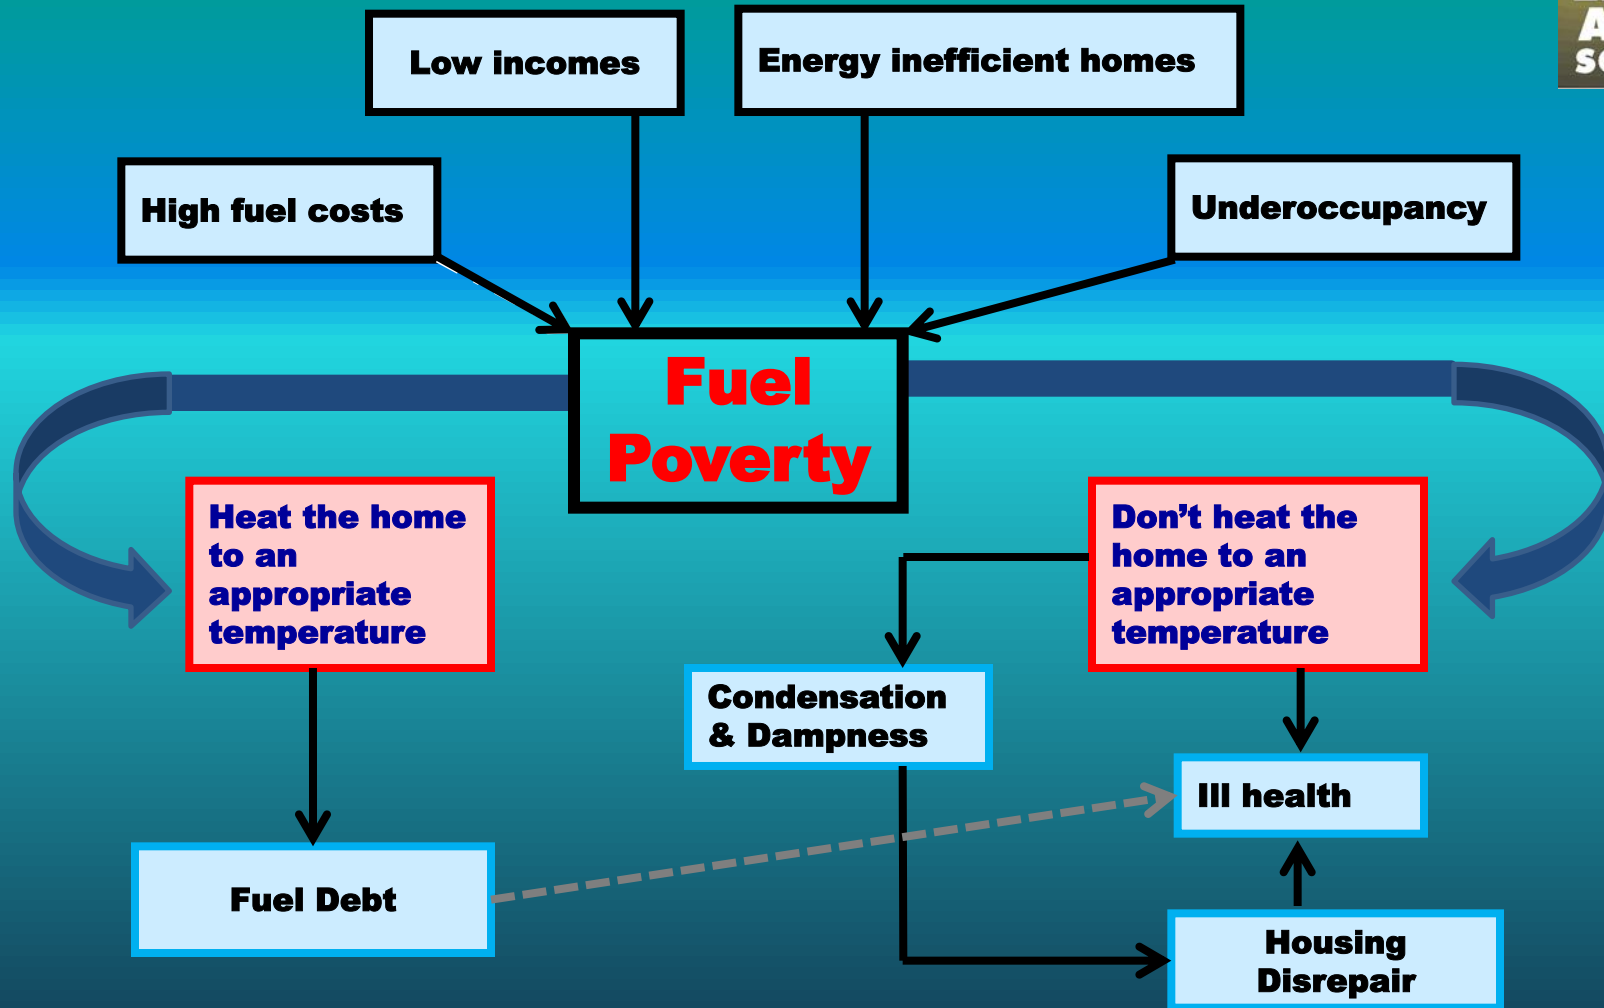 Low incomes
Energy inefficient homes
High fuel costs
Underoccupancy
Fuel
Poverty
Heat the home
to an
appropriate
temperature
Don’t heat the
home to an
appropriate
temperature
Condensation
& Dampness
Ill health
Fuel Debt
Housing
Disrepair